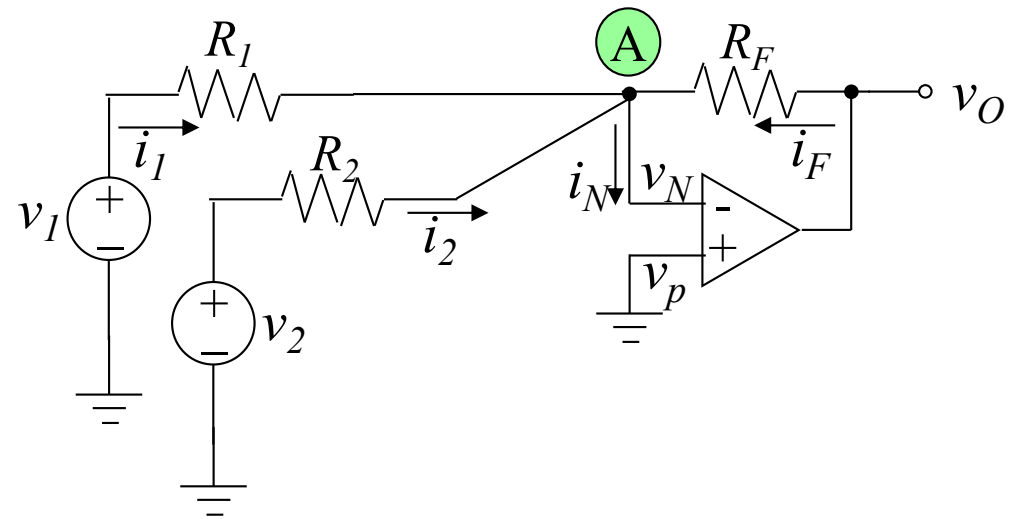 R1
A
RF
vO
i1
R2
iN
vN
iF
-
v1
+
−
i2
+
vp
+
−
v2